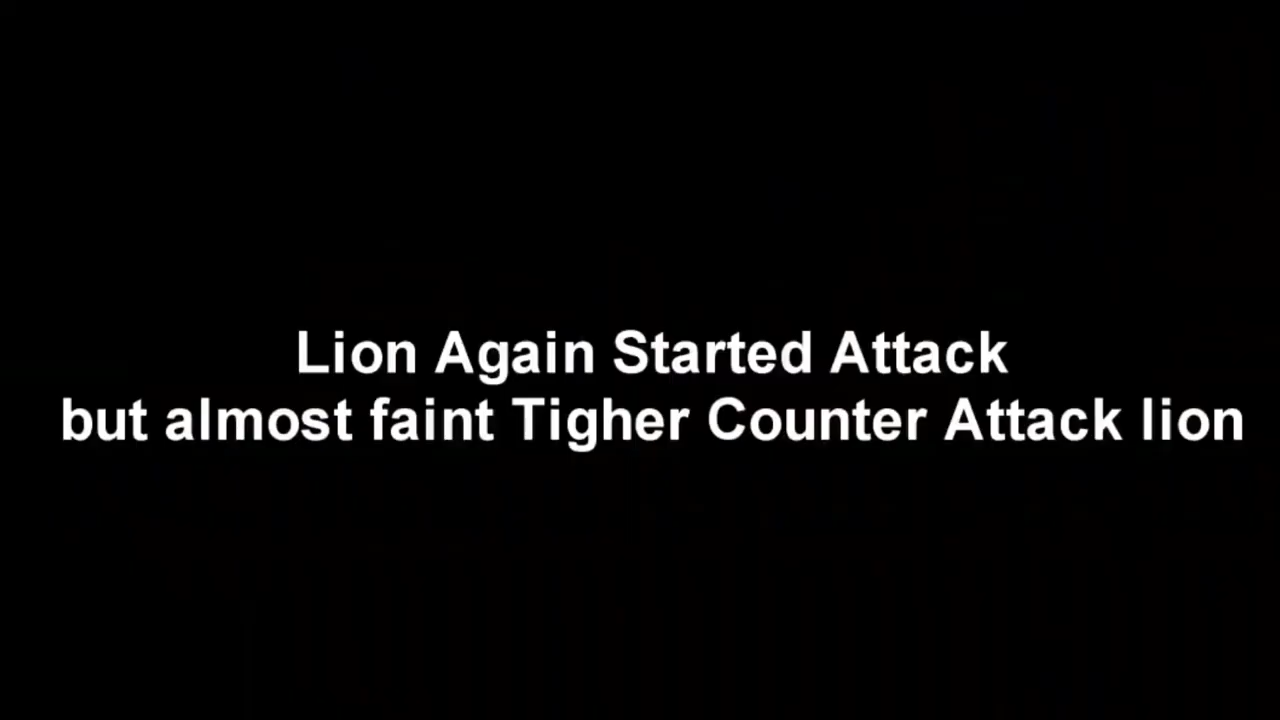 Lion Again Started Attack
but almost faint Tigher Counter Attack lion